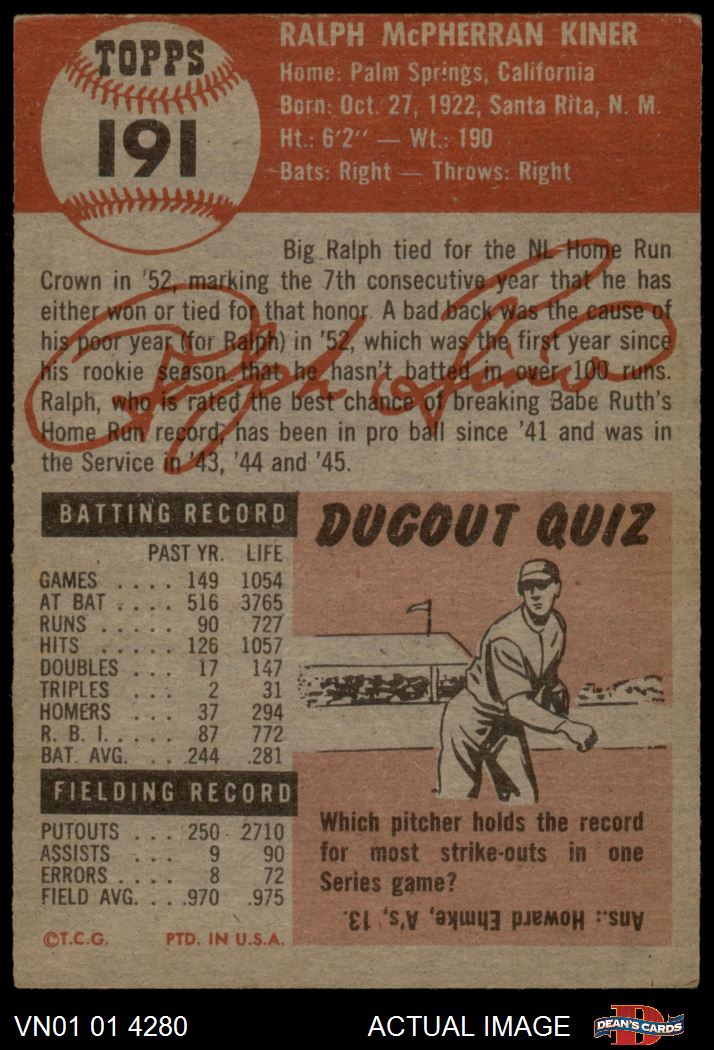 TOPPS
191
RALPH McPHERRAN KINER
Home: Palm Springs, California
Born: Oct. 27, 1922, Santa Rita, N. M.
Ht.: 6'2" — Wt.: 190
Bats: Right — Throws: Right
Big Ralph tied for the NL Home Run
Crown in '52, marking the 7th consecutive year that he has
either won or tied for that honor. A bad back was the cause of
his poor year (for Ralph) in '52, which was the first year since
his rookie season that he hasn't batted in over 100 runs.
Ralph, who is rated the best chance of breaking Babe Ruth's
Home Run record, has been in pro ball since '41 and was in
the Service in '43, '44 and '45.
Ralph Kiner
BATTING RECORD
PAST YR. LIFE
GAMES . . . . 149 1054
AT BAT . . . . 516 3765
RUNS . . . . . 90 727
HITS . . . . . 126 1057
DOUBLES . . . 17 147
TRIPLES . . . 2 31
HOMERS . . . 37 294
R. B. I. . . . . 87 772
BAT. AVG. . . . .244 .281
FIELDING RECORD
PUTOUTS . . . 250 2710
ASSISTS . . . 9 90
ERRORS . . . . 8 72
FIELD AVG. . . .970 .975
©T.C.G. PTD. IN U.S.A.
DUGOUT QUIZ
Which pitcher holds the record
for most strike-outs in one
Series game?
Ans.: Howard Ehmke, A's, 13.
VN01 01 4280
ACTUAL IMAGE
D
DEAN'S CARDS